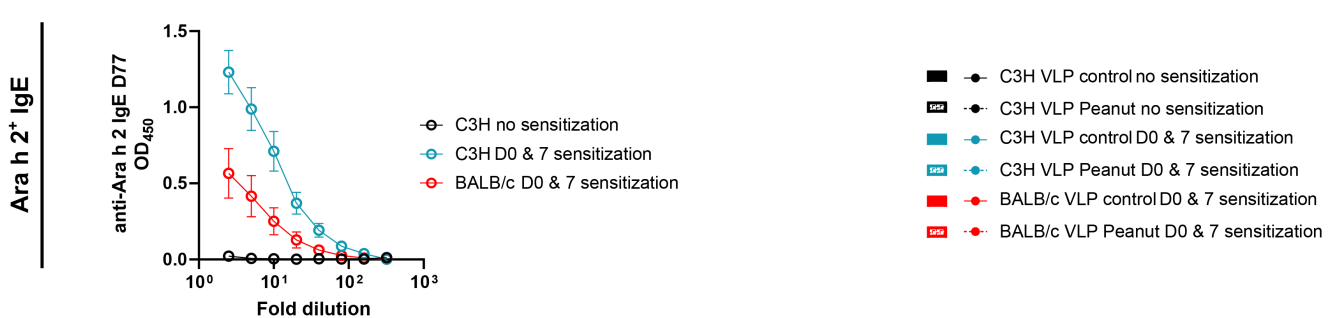 Ara h 2⁺ IgE
anti-Ara h 2 IgE D77
OD₄₅₀
1.5
1.0
0.5
0.0
10⁰ 10¹ 10² 10³
Fold dilution
C3H no sensitization
C3H D0 & 7 sensitization
BALB/c D0 & 7 sensitization
C3H VLP control no sensitization
C3H VLP Peanut no sensitization
C3H VLP control D0 & 7 sensitization
C3H VLP Peanut D0 & 7 sensitization
BALB/c VLP control D0 & 7 sensitization
BALB/c VLP Peanut D0 & 7 sensitization